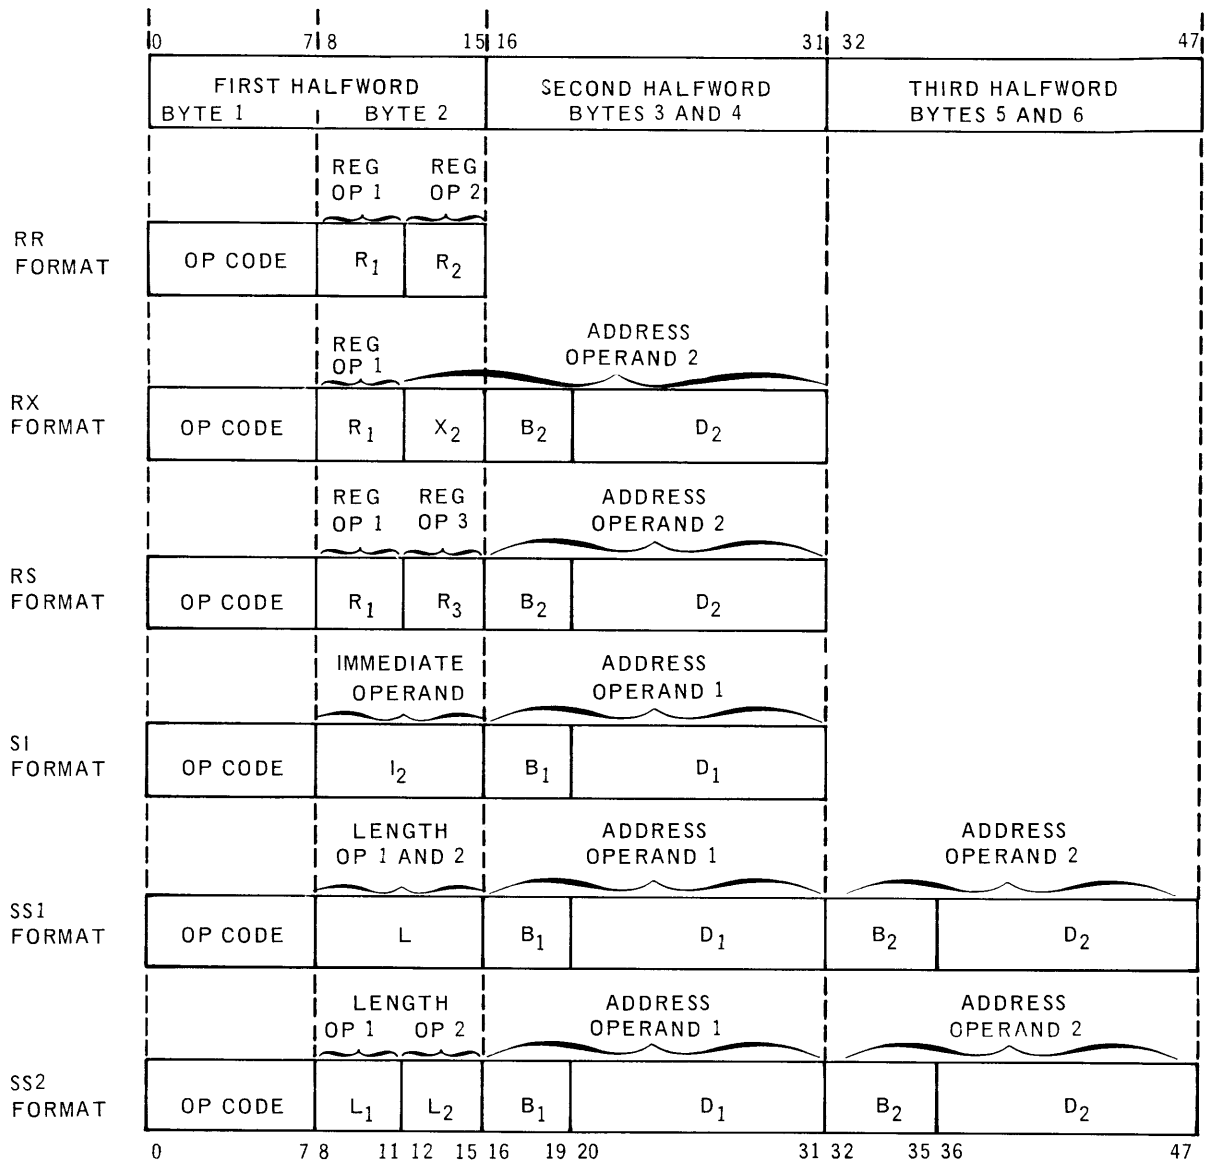 0 7 8 15 16 31 32 47
FIRST HALFWORD SECOND HALFWORD THIRD HALFWORD
BYTE 1 BYTE 2 BYTES 3 AND 4 BYTES 5 AND 6
REG REG
OP 1 OP 2
RR
FORMAT OP CODE R1 R2
ADDRESS
REG OPERAND 2
OP 1
RX
FORMAT OP CODE R1 X2 B2 D2
REG REG ADDRESS
OP 1 OP 3 OPERAND 2
RS
FORMAT OP CODE R1 R3 B2 D2
IMMEDIATE ADDRESS
OPERAND OPERAND 1
SI
FORMAT OP CODE I2 B1 D1
LENGTH ADDRESS ADDRESS
OP 1 AND 2 OPERAND 1 OPERAND 2
SS1
FORMAT OP CODE L B1 D1 B2 D2
LENGTH ADDRESS ADDRESS
OP 1 OP 2 OPERAND 1 OPERAND 2
SS2
FORMAT OP CODE L1 L2 B1 D1 B2 D2
0 7 8 11 12 15 16 19 20 31 32 35 36 47